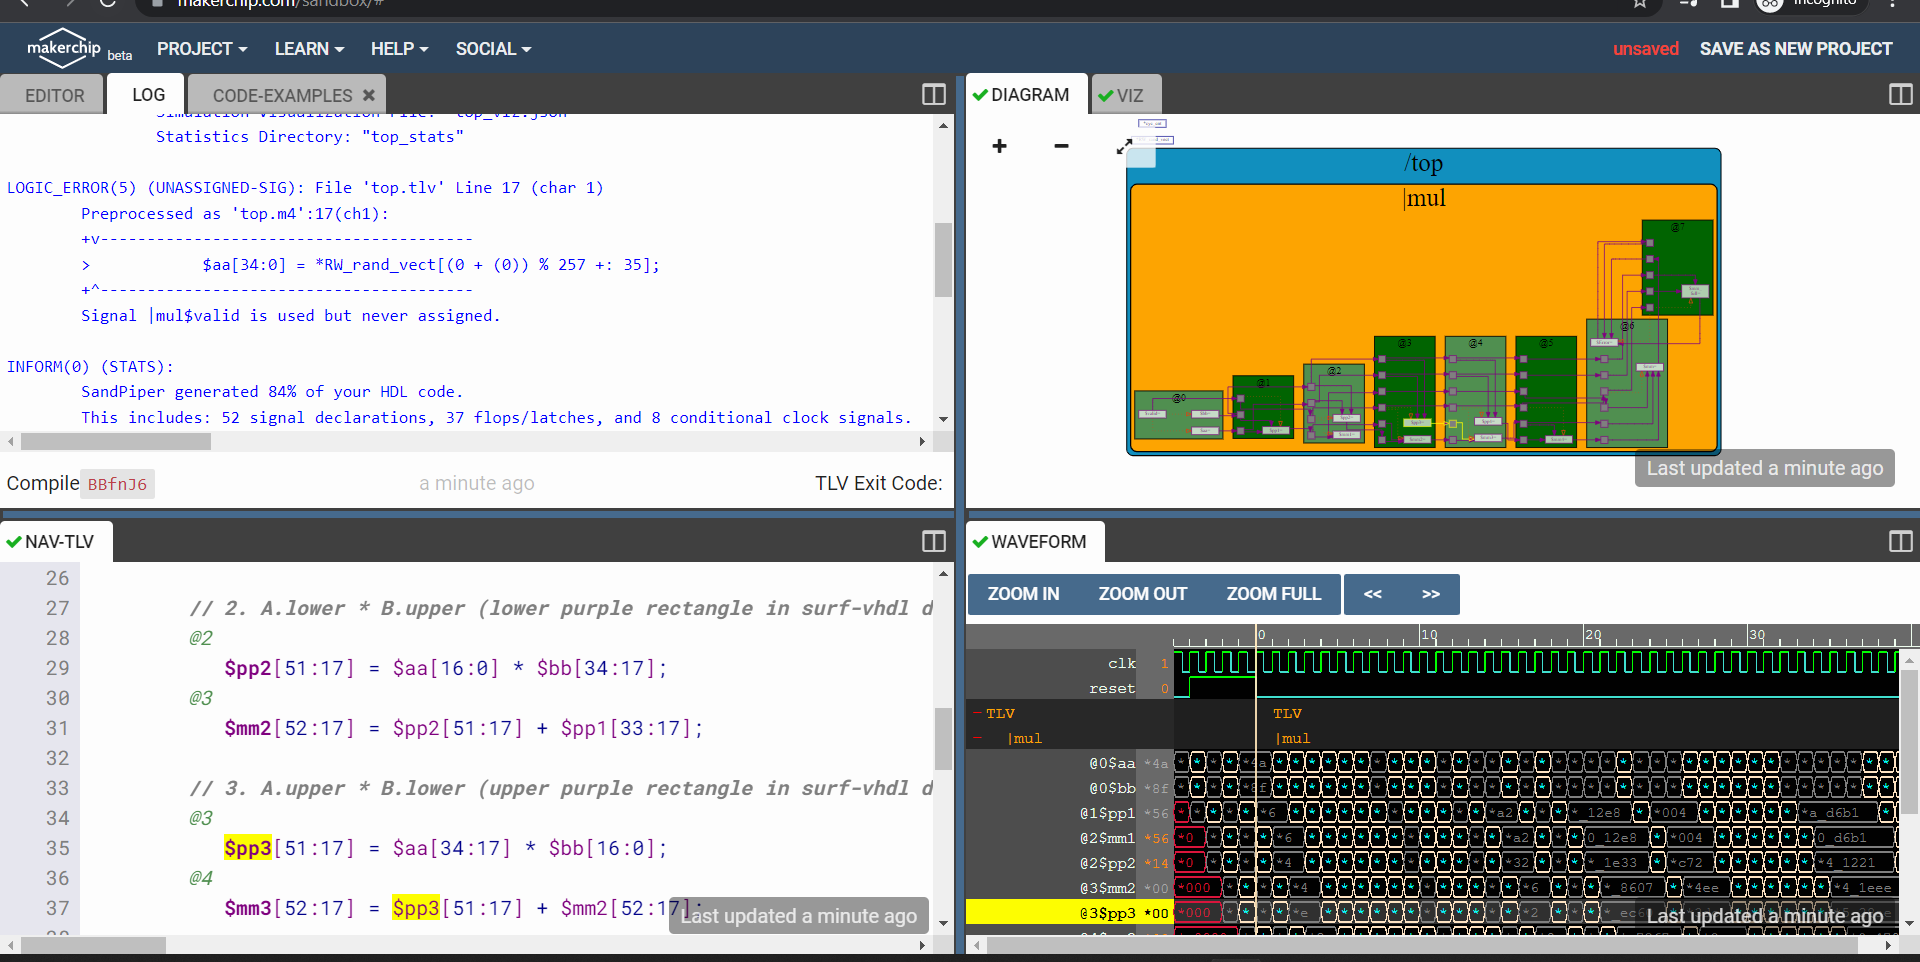 makerchip.com/sandbox/#
Incognito
makerchip beta
PROJECT
LEARN
HELP
SOCIAL
unsaved
SAVE AS NEW PROJECT
EDITOR
LOG
CODE-EXAMPLES
Simulation Visualization File: "top_viz.json"
Statistics Directory: "top_stats"
LOGIC_ERROR(5) (UNASSIGNED-SIG): File 'top.tlv' Line 17 (char 1)
Preprocessed as 'top.m4':17(ch1):
+v----------------------------------------
> $aa[34:0] = *RW_rand_vect[(0 + (0)) % 257 +: 35];
+^----------------------------------------
Signal |mul$valid is used but never assigned.
INFORM(0) (STATS):
SandPiper generated 84% of your HDL code.
This includes: 52 signal declarations, 37 flops/latches, and 8 conditional clock signals.
Compile BBfnJ6
a minute ago
TLV Exit Code:
DIAGRAM
VIZ
/top
|mul
@0
@1
@2
@3
@4
@5
@6
@7
Last updated a minute ago
NAV-TLV
26
27 // 2. A.lower * B.upper (lower purple rectangle in surf-vhdl d
28 @2
29 $pp2[51:17] = $aa[16:0] * $bb[34:17];
30 @3
31 $mm2[52:17] = $pp2[51:17] + $pp1[33:17];
32
33 // 3. A.upper * B.lower (upper purple rectangle in surf-vhdl d
34 @3
35 $pp3[51:17] = $aa[34:17] * $bb[16:0];
36 @4
37 $mm3[52:17] = $pp3[51:17] + $mm2[52:17];
Last updated a minute ago
WAVEFORM
ZOOM IN
ZOOM OUT
ZOOM FULL
<<
>>
0 10 20 30
clk 1
reset 0
TLV TLV
|mul |mul
@0$aa *4a *4a
@0$bb *8f *8f
@1$pp1 *56 *6 *a2 _12e8 *004 *a_d6b1
@2$mm1 *56 *0 *6 *a2 0_12e8 *004 0_d6b1
@2$pp2 *14 *0 *4 *32 _1e33 *c72 *4_1221
@3$mm2 *00 *000 *4 *6 _8607 *4ee *4_1eee
@3$pp3 *00 *000 *e *2
Last updated a minute ago